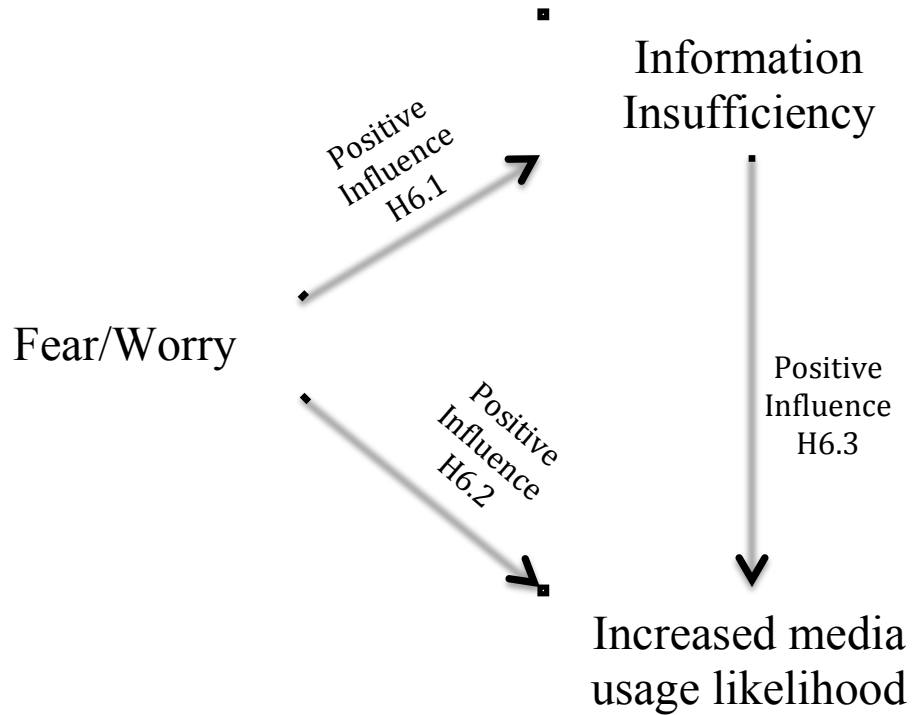 Information
Insufficiency
Positive
Influence
H6.1
Fear/Worry
Positive
Influence
H6.2
Positive
Influence
H6.3
Increased media
usage likelihood